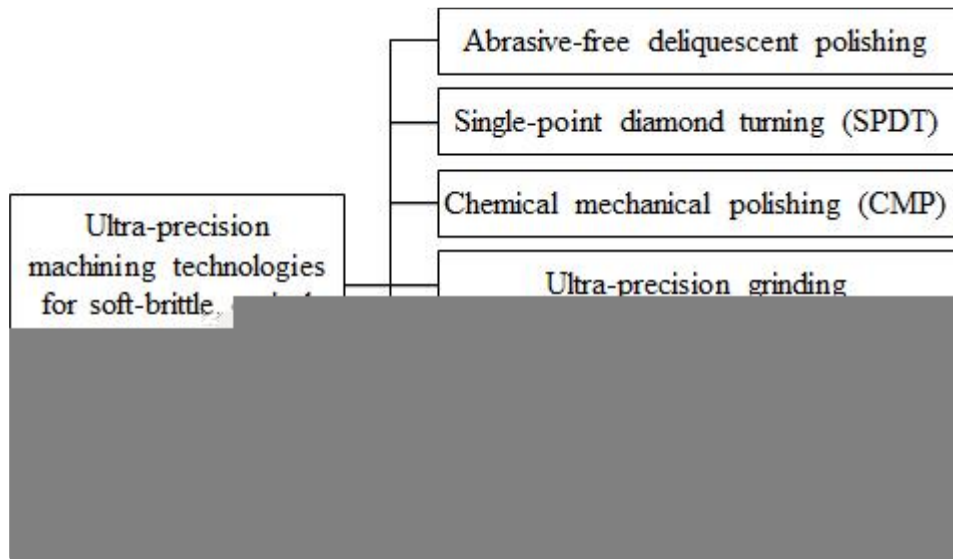 Abrasive-free deliquescent polishing
Single-point diamond turning (SPDT)
Chemical mechanical polishing (CMP)
Ultra-precision
machining technologies
for soft-brittle
Ultra-precision grinding